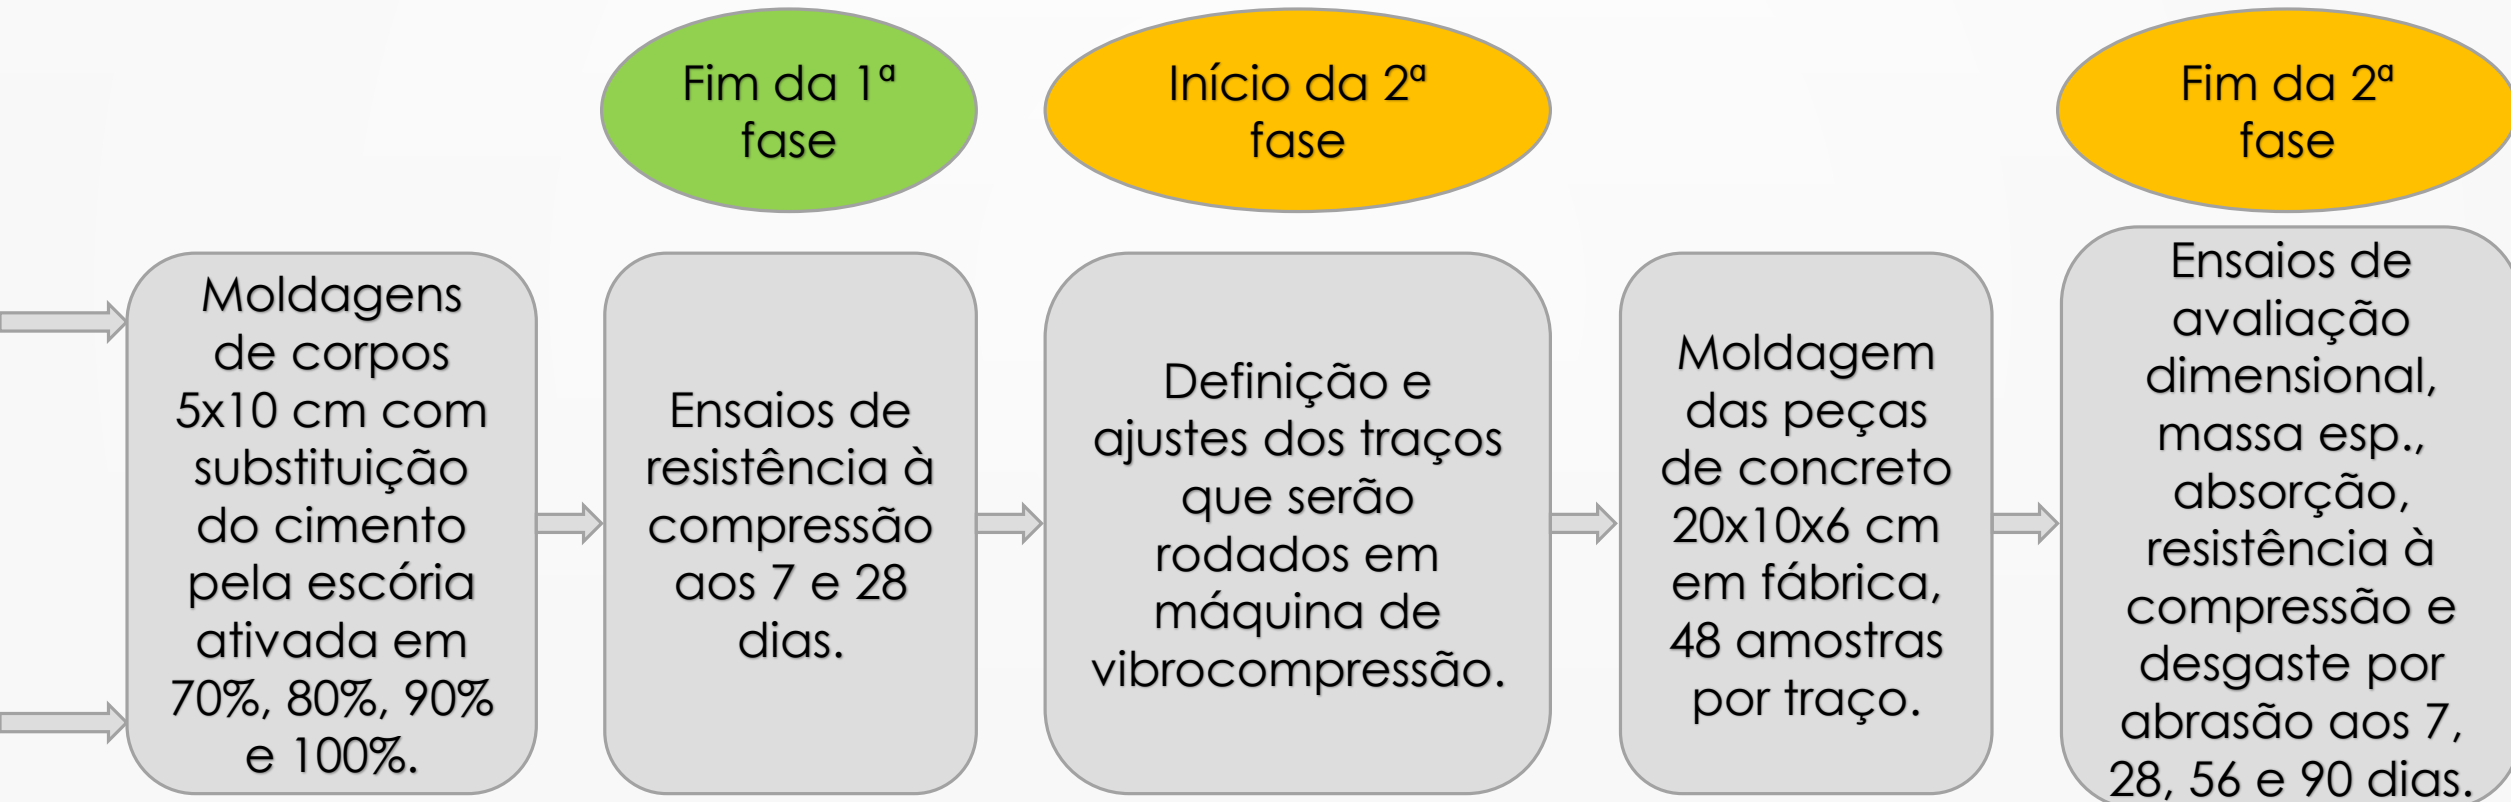 Fim da 1ª
fase
Início da 2ª
fase
Fim da 2ª
fase
Moldagens
de corpos
5x10 cm com
substituição
do cimento
pela escória
ativada em
70%, 80%, 90%
e 100%.
Ensaios de
resistência à
compressão
aos 7 e 28
dias.
Definição e
ajustes dos traços
que serão
rodados em
máquina de
vibrocompressão.
Moldagem
das peças
de concreto
20x10x6 cm
em fábrica,
48 amostras
por traço.
Ensaios de
avaliação
dimensional,
massa esp.,
absorção,
resistência à
compressão e
desgaste por
abrasão aos 7,
28, 56 e 90 dias.